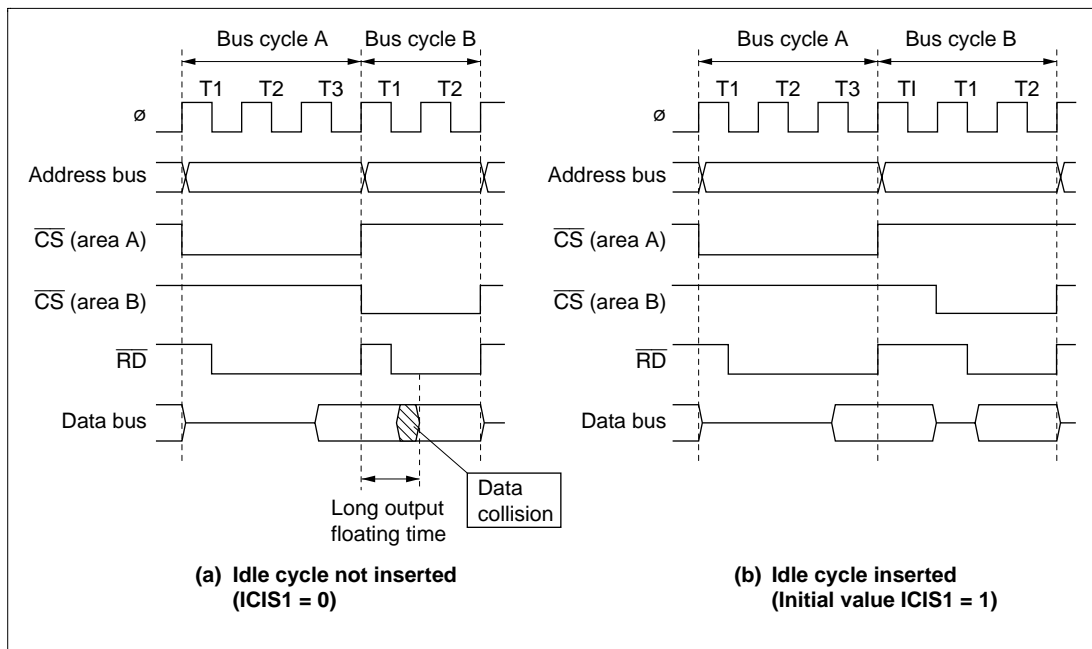 Bus cycle A Bus cycle B
T1 T2 T3 T1 T2
ø
Address bus
CS (area A)
CS (area B)
RD
Data bus
Long output
floating time
Data
collision
(a) Idle cycle not inserted
(ICIS1 = 0)
Bus cycle A Bus cycle B
T1 T2 T3 TI T1 T2
ø
Address bus
CS (area A)
CS (area B)
RD
Data bus
(b) Idle cycle inserted
(Initial value ICIS1 = 1)